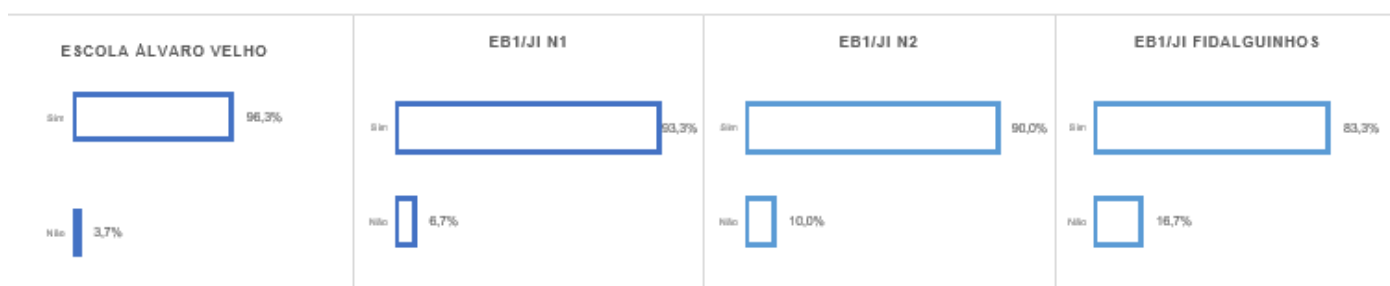 ESCOLA ÁLVARO VELHO
Sim
96,3%
Não
3,7%
EB1/JI N1
Sim
93,3%
Não
6,7%
EB1/JI N2
Sim
90,0%
Não
10,0%
EB1/JI FIDALGUINHOS
Sim
83,3%
Não
16,7%